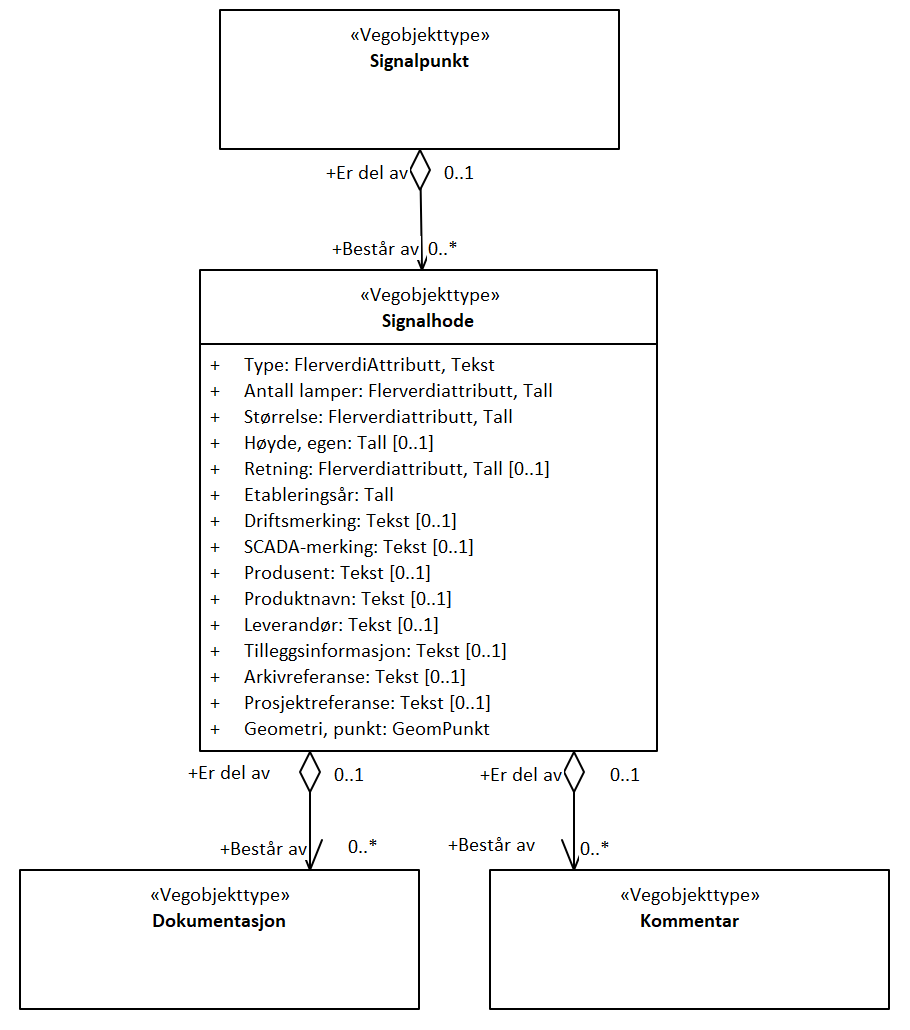 «Vegobjekttype»
Signalpunkt
+Er del av 0..1
+Består av 0..*
«Vegobjekttype»
Signalhode
+ Type: FlerverdiAttributt, Tekst
+ Antall lamper: Flerverdiattributt, Tall
+ Størrelse: Flerverdiattributt, Tall
+ Høyde, egen: Tall [0..1]
+ Retning: Flerverdiattributt, Tall [0..1]
+ Etableringsår: Tall
+ Driftsmerking: Tekst [0..1]
+ SCADA-merking: Tekst [0..1]
+ Produsent: Tekst [0..1]
+ Produktnavn: Tekst [0..1]
+ Leverandør: Tekst [0..1]
+ Tilleggsinformasjon: Tekst [0..1]
+ Arkivreferanse: Tekst [0..1]
+ Prosjektreferanse: Tekst [0..1]
+ Geometri, punkt: GeomPunkt
+Er del av 0..1
+Er del av 0..1
+Består av 0..*
+Består av 0..*
«Vegobjekttype»
Dokumentasjon
«Vegobjekttype»
Kommentar